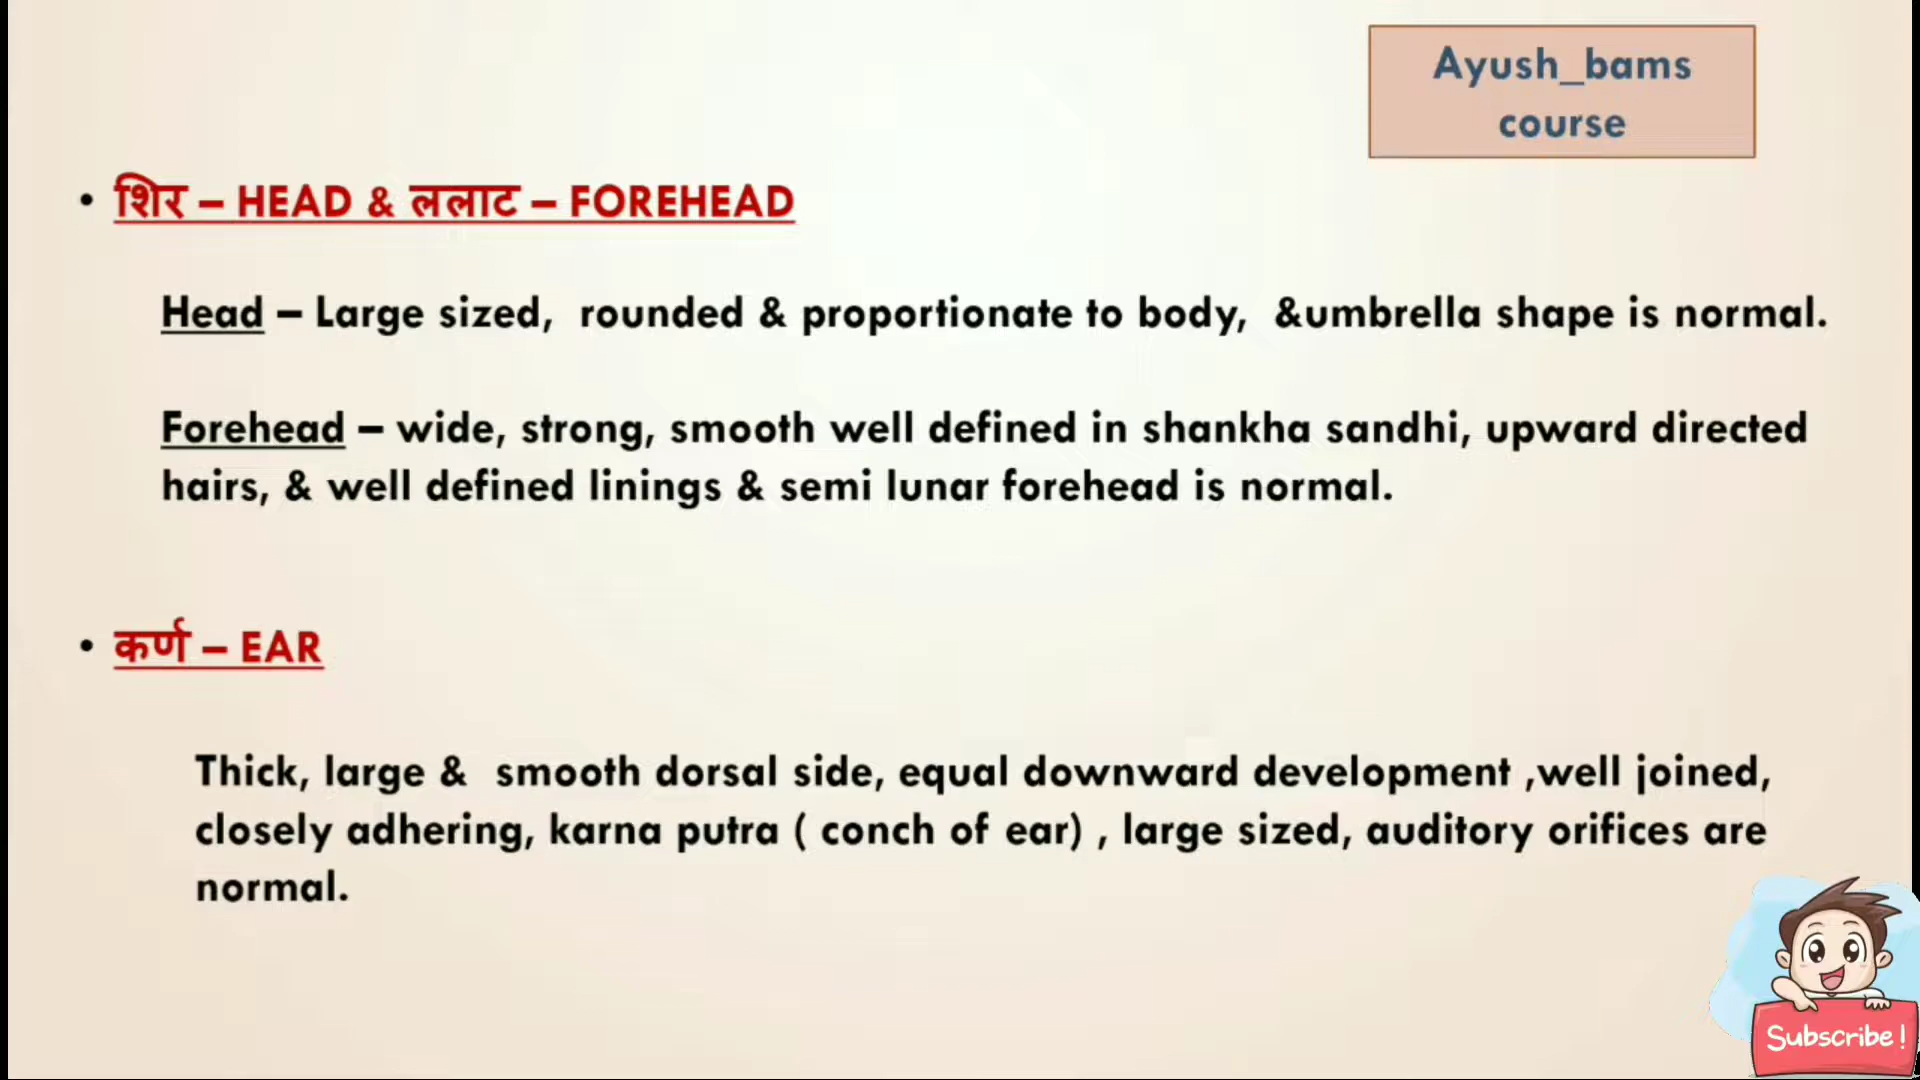 Ayush_bams
course
• शिर – HEAD & ललाट – FOREHEAD
Head – Large sized,  rounded & proportionate to body,  &umbrella shape is normal.
Forehead – wide, strong, smooth well defined in shankha sandhi, upward directed
hairs, & well defined linings & semi lunar forehead is normal.
• कर्ण – EAR
Thick, large &  smooth dorsal side, equal downward development ,well joined,
closely adhering, karna putra ( conch of ear) , large sized, auditory orifices are
normal.
Subscribe!